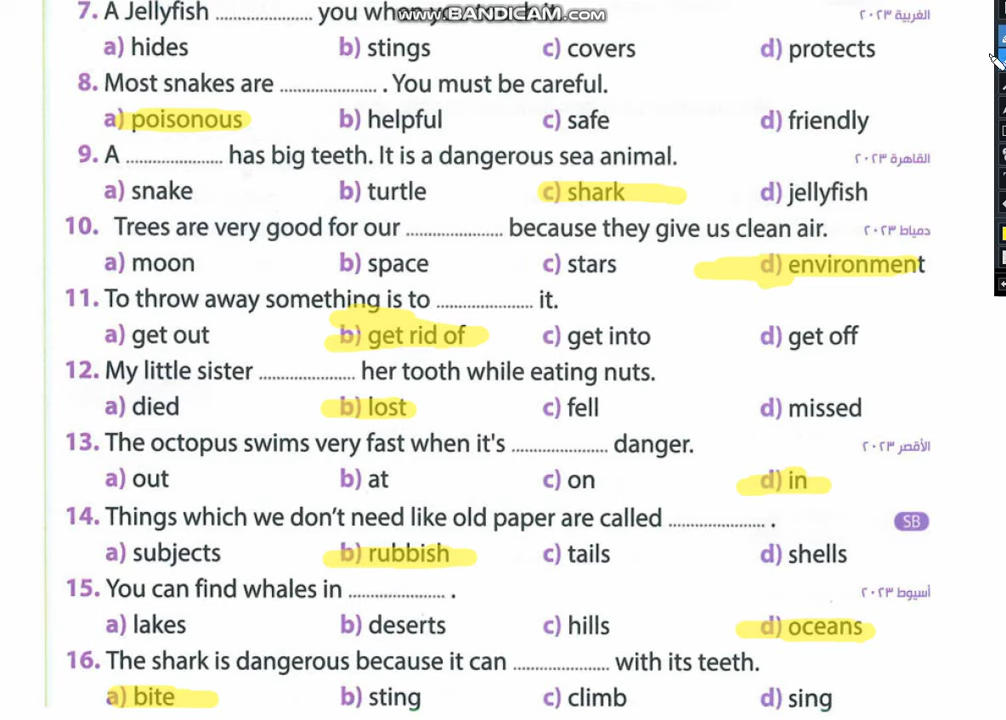 7. A Jellyfish .................... you when
www.BANDICAM.com
الغربية ٢٠٢٣
a) hides b) stings c) covers d) protects
8. Most snakes are .................... . You must be careful.
a) poisonous b) helpful c) safe d) friendly
9. A .................... has big teeth. It is a dangerous sea animal. القاهرة ٢٠٢٣
a) snake b) turtle c) shark d) jellyfish
10. Trees are very good for our .................... because they give us clean air. دمياط ٢٠٢٣
a) moon b) space c) stars d) environment
11. To throw away something is to .................... it.
a) get out b) get rid of c) get into d) get off
12. My little sister .................... her tooth while eating nuts.
a) died b) lost c) fell d) missed
13. The octopus swims very fast when it's .................... danger. الأقصر ٢٠٢٣
a) out b) at c) on d) in
14. Things which we don't need like old paper are called .................... . SB
a) subjects b) rubbish c) tails d) shells
15. You can find whales in .................... . أسيوط ٢٠٢٣
a) lakes b) deserts c) hills d) oceans
16. The shark is dangerous because it can .................... with its teeth.
a) bite b) sting c) climb d) sing